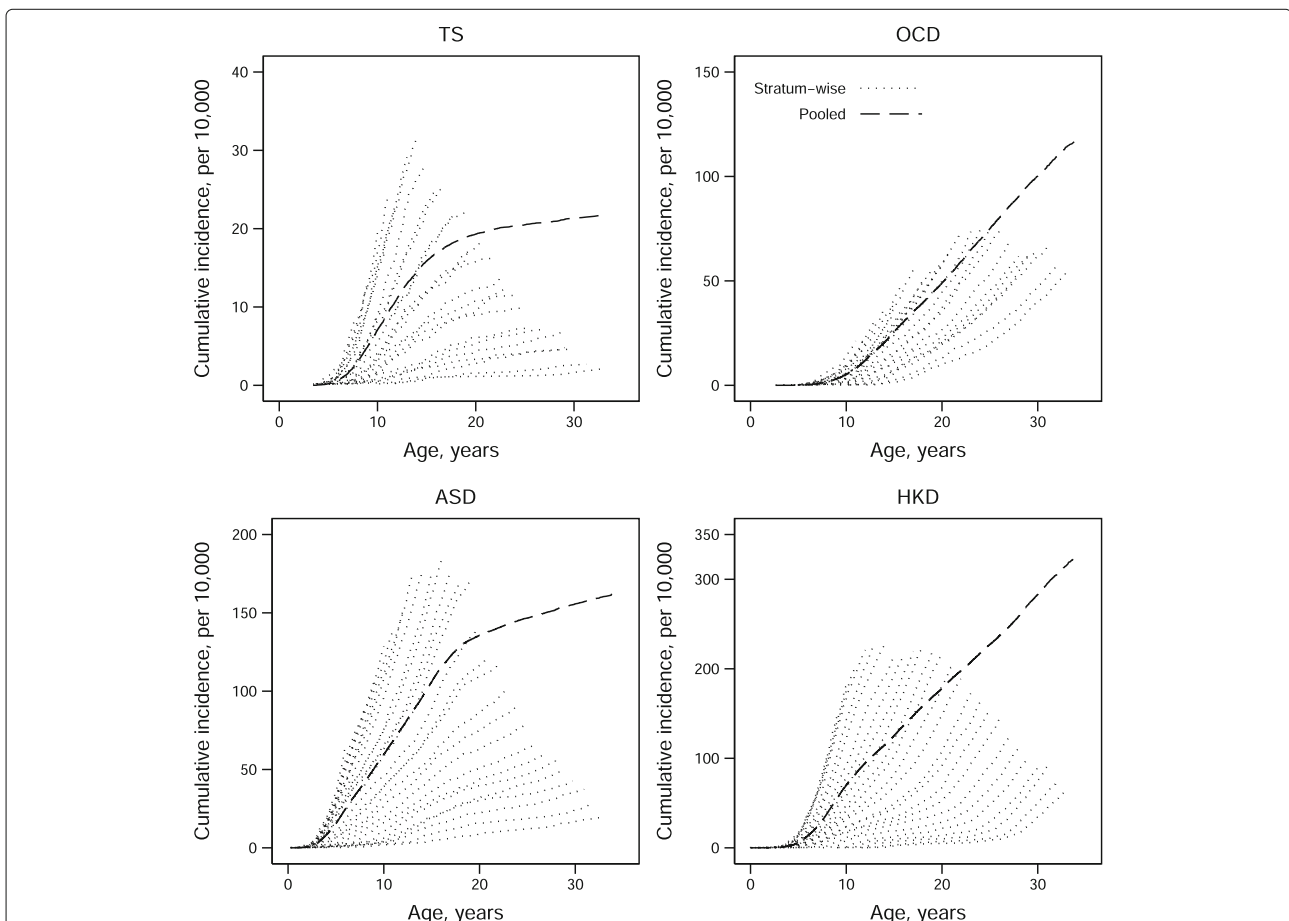 TS
Cumulative incidence, per 10,000
40
30
20
10
0
0 10 20 30
Age, years
OCD
Cumulative incidence, per 10,000
150
100
50
0
Stratum−wise
Pooled
0 10 20 30
Age, years
ASD
Cumulative incidence, per 10,000
200
150
100
50
0
0 10 20 30
Age, years
HKD
Cumulative incidence, per 10,000
350
300
200
100
0
0 10 20 30
Age, years